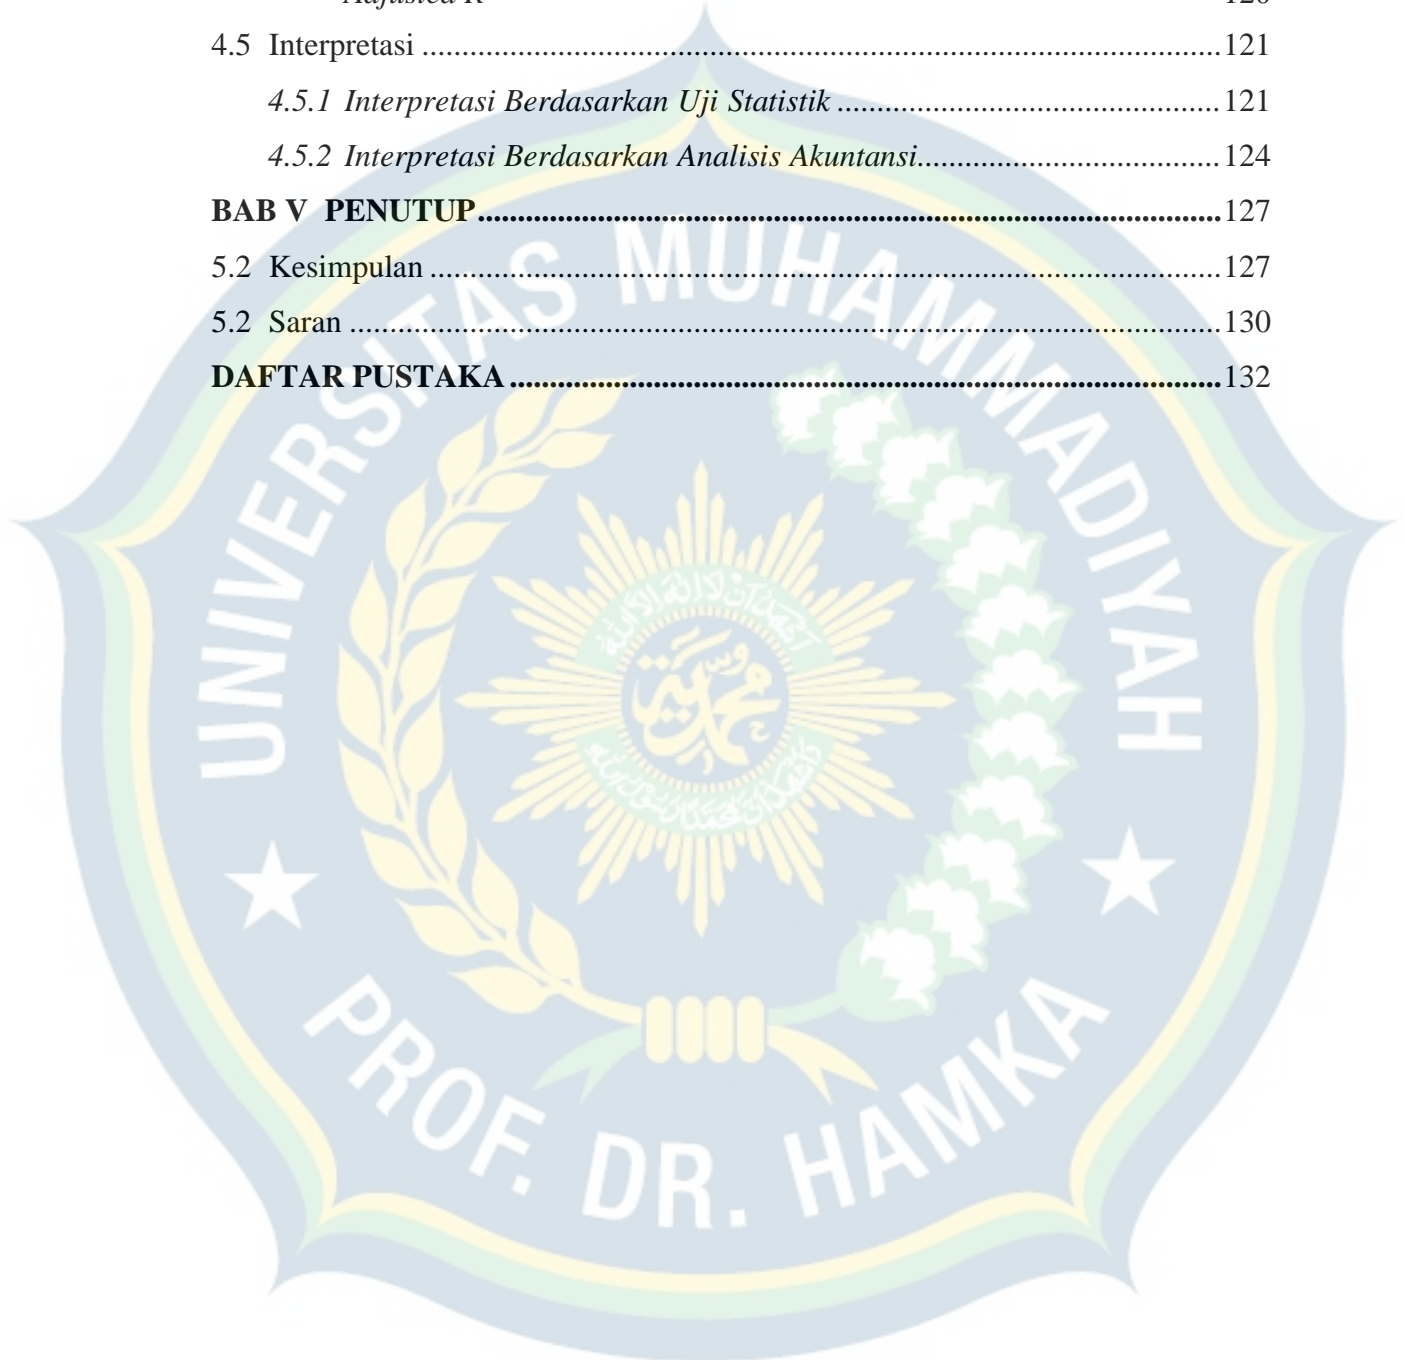 4.5 Interpretasi ........................................................................................................ 121
4.5.1 Interpretasi Berdasarkan Uji Statistik .................................................. 121
4.5.2 Interpretasi Berdasarkan Analisis Akuntansi....................................... 124
BAB V PENUTUP.................................................................................................. 127
5.2 Kesimpulan ....................................................................................................... 127
5.2 Saran ................................................................................................................. 130
DAFTAR PUSTAKA ............................................................................................. 132
UNIVERSITAS MUHAMMADIYAH
محمدية
PROF. DR. HAMKA